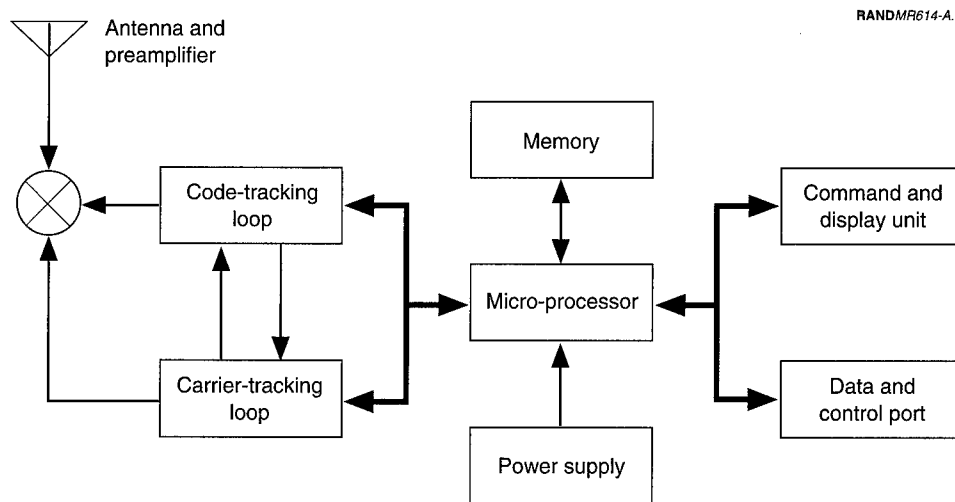 RANDMR614-A.
Antenna and
preamplifier
Memory
Code-tracking
loop
Command and
display unit
Micro-processor
Carrier-tracking
loop
Data and
control port
Power supply